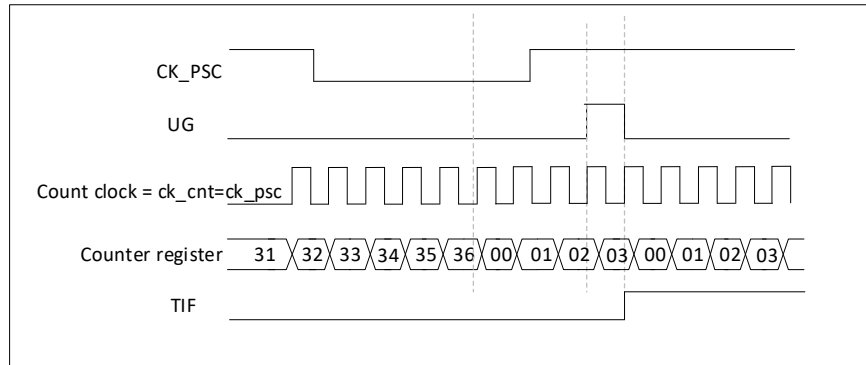 CK_PSC
UG
Count clock = ck_cnt=ck_psc
Counter register 31 32 33 34 35 36 00 01 02 03 00 01 02 03
TIF